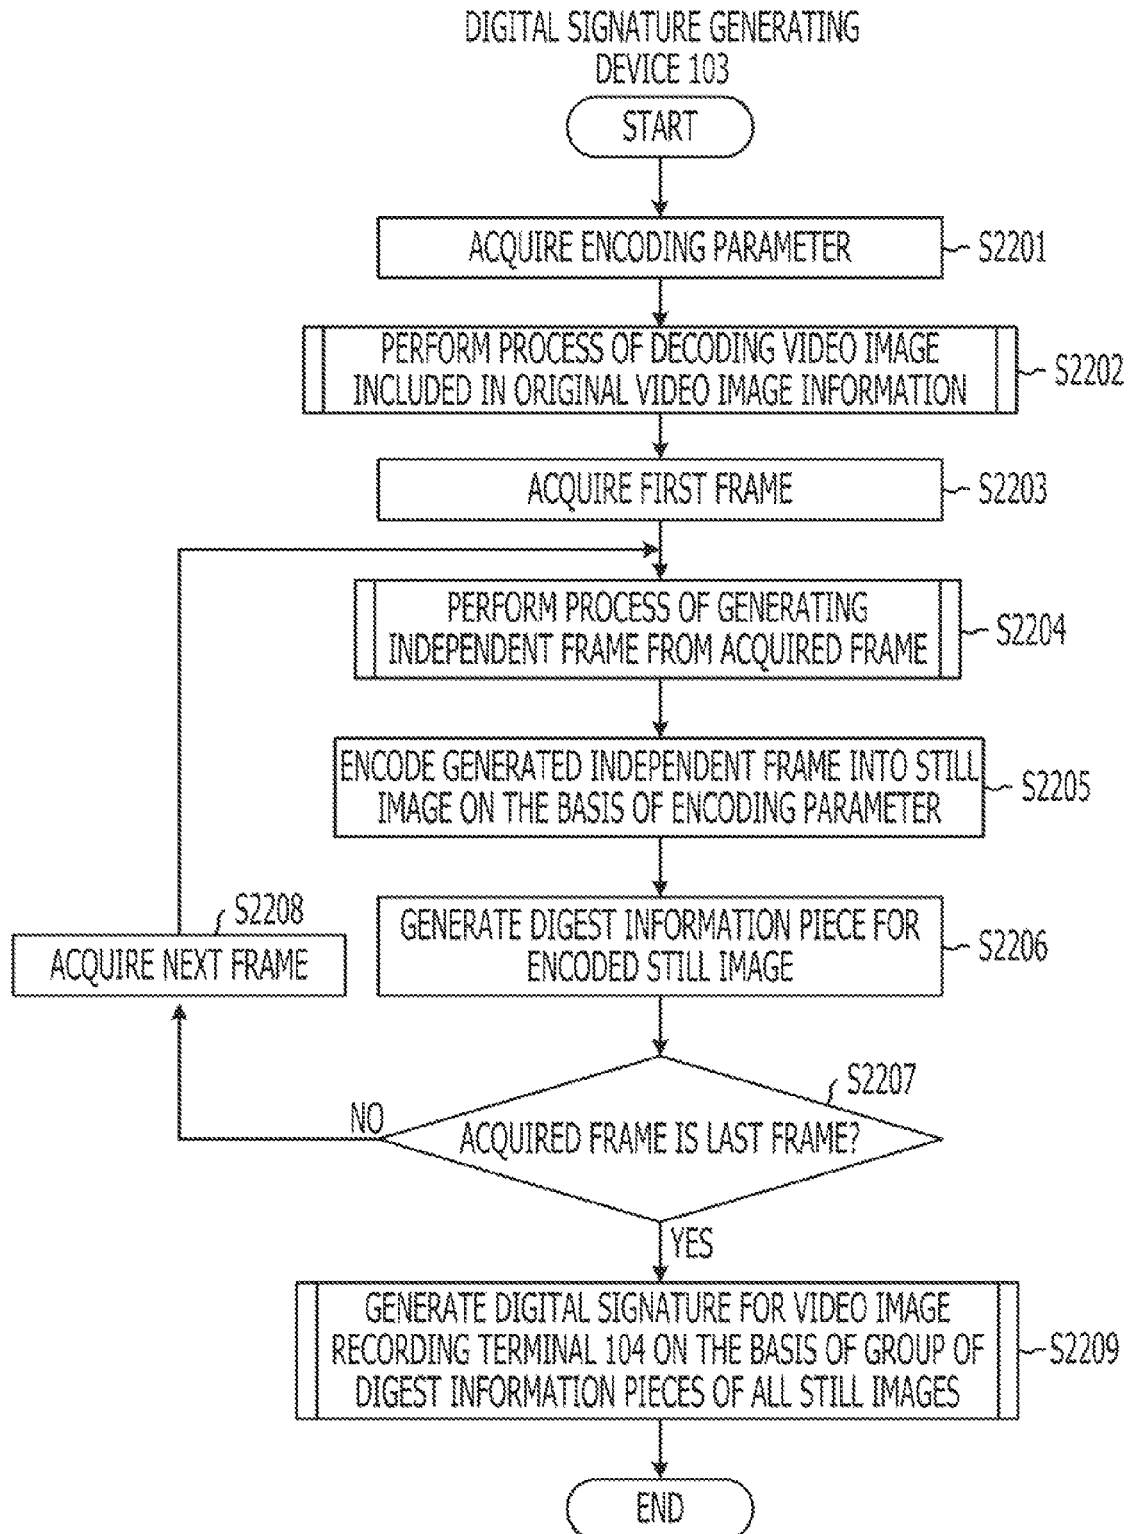 DIGITAL SIGNATURE GENERATING
DEVICE 103
START
ACQUIRE ENCODING PARAMETER
S2201
PERFORM PROCESS OF DECODING VIDEO IMAGE
INCLUDED IN ORIGINAL VIDEO IMAGE INFORMATION
S2202
ACQUIRE FIRST FRAME
S2203
PERFORM PROCESS OF GENERATING
INDEPENDENT FRAME FROM ACQUIRED FRAME
S2204
ENCODE GENERATED INDEPENDENT FRAME INTO STILL
IMAGE ON THE BASIS OF ENCODING PARAMETER
S2205
S2208
ACQUIRE NEXT FRAME
GENERATE DIGEST INFORMATION PIECE FOR
ENCODED STILL IMAGE
S2206
S2207
NO
ACQUIRED FRAME IS LAST FRAME?
YES
GENERATE DIGITAL SIGNATURE FOR VIDEO IMAGE
RECORDING TERMINAL 104 ON THE BASIS OF GROUP OF
DIGEST INFORMATION PIECES OF ALL STILL IMAGES
S2209
END